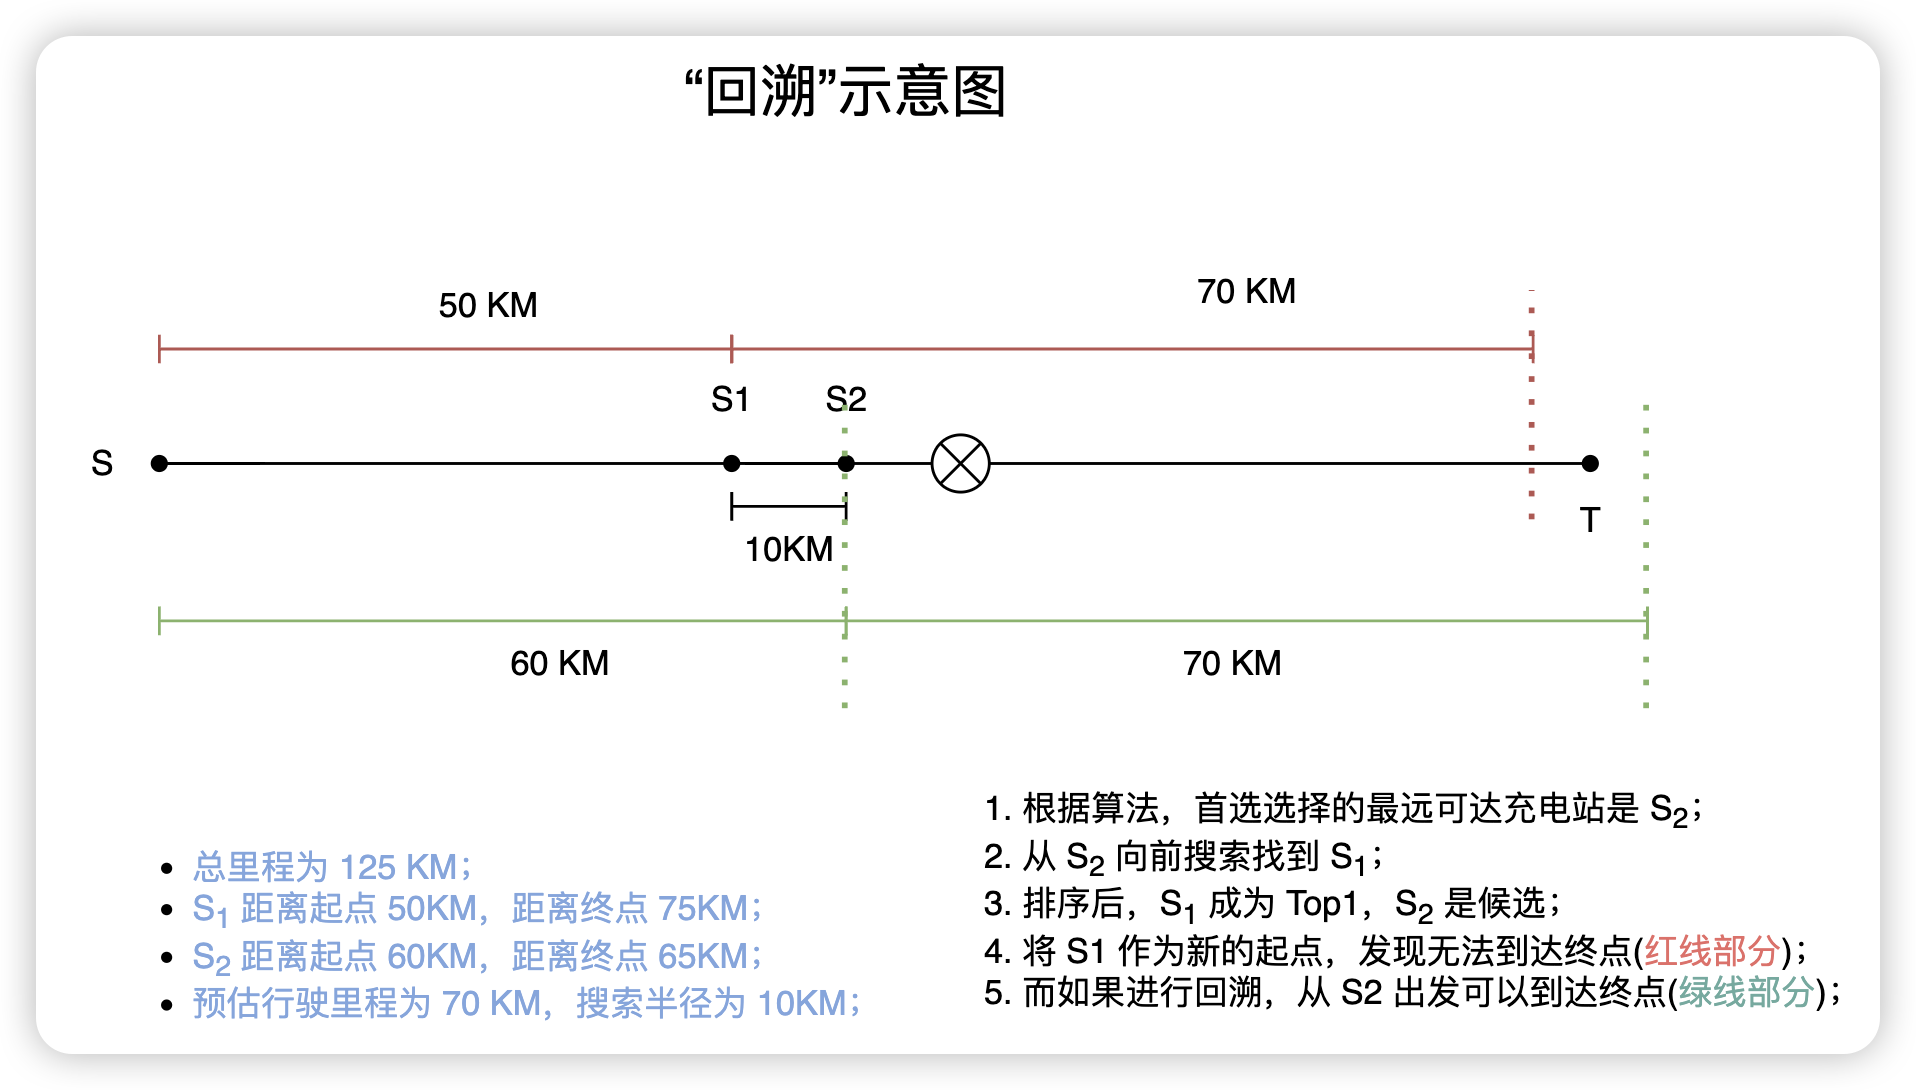 “回溯”示意图
50 KM
70 KM
S1
S2
S
T
10KM
60 KM
70 KM
• 总里程为 125 KM；
• S₁ 距离起点 50KM，距离终点 75KM；
• S₂ 距离起点 60KM，距离终点 65KM；
• 预估行驶里程为 70 KM，搜索半径为 10KM；
1. 根据算法，首选选择的最远可达充电站是 S₂；
2. 从 S₂ 向前搜索找到 S₁；
3. 排序后，S₁ 成为 Top1，S₂ 是候选；
4. 将 S1 作为新的起点，发现无法到达终点(红线部分)；
5. 而如果进行回溯，从 S2 出发可以到达终点(绿线部分)；